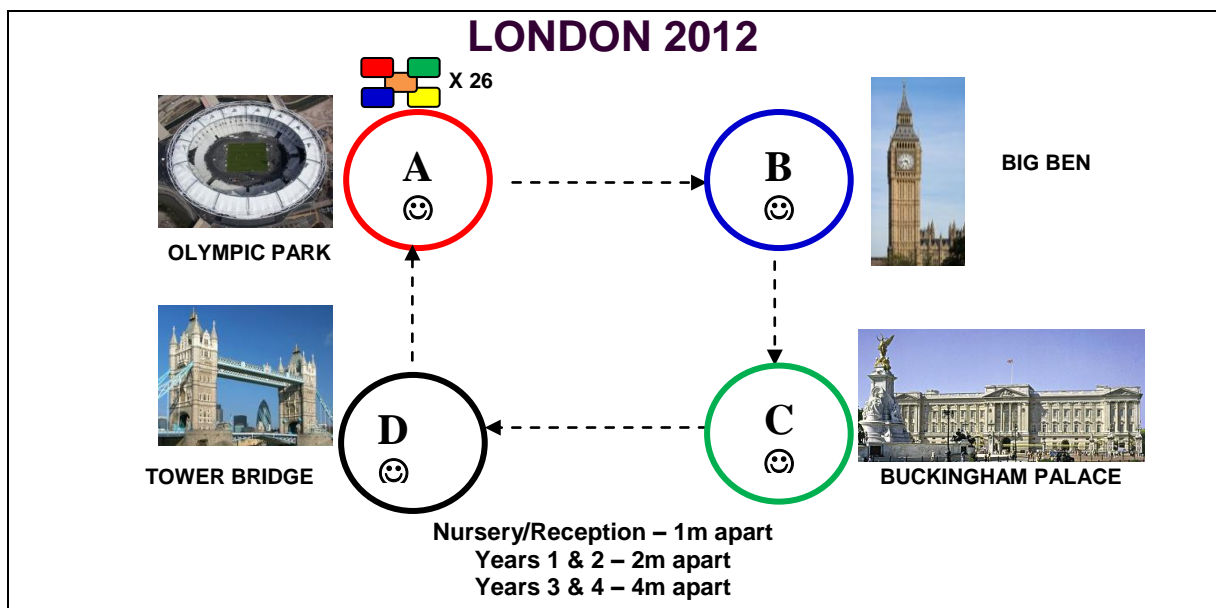 LONDON 2012
X 26
A
B
BIG BEN
OLYMPIC PARK
D
C
TOWER BRIDGE
BUCKINGHAM PALACE
Nursery/Reception – 1m apart
Years 1 & 2 – 2m apart
Years 3 & 4 – 4m apart